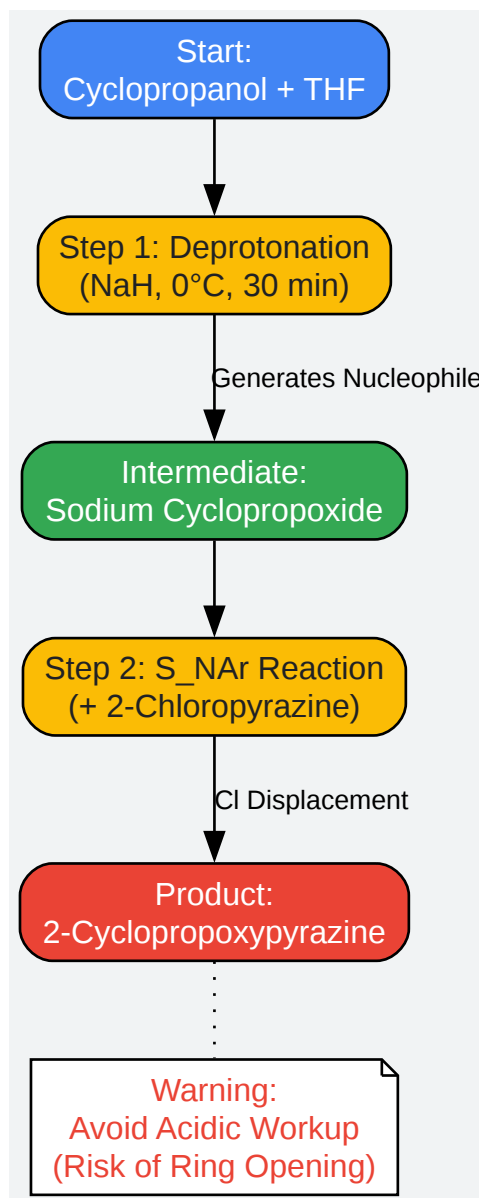 Start:
Cyclopropanol + THF
Step 1: Deprotonation
(NaH, 0°C, 30 min)
Generates Nucleophile
Intermediate:
Sodium Cyclopropoxide
Step 2: S_NAr Reaction
(+ 2-Chloropyrazine)
Cl Displacement
Product:
2-Cyclopropoxypyrazine
Warning:
Avoid Acidic Workup
(Risk of Ring Opening)